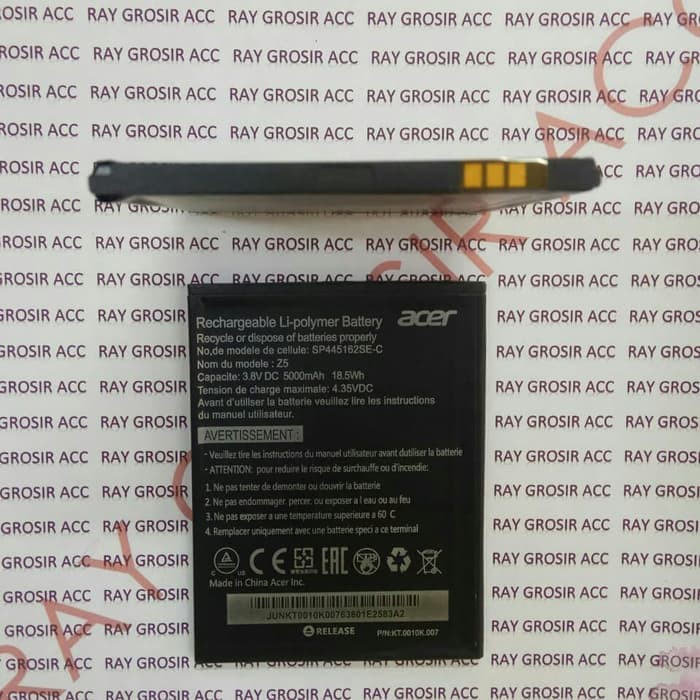 RAY GROSIR ACC
Rechargeable Li-polymer Battery acer
Recycle or dispose of batteries properly
No,de modele de cellule: SP445162SE-C
Nom du modele : Z5
Capacite: 3.8V DC 5000mAh 18.5Wh
Tension de charge maximale: 4.35VDC
Avant d'utiliser la batterie veuillez lire les instructions
du manuel utilisateur.
AVERTISSEMENT :
- Veuillez tire les instructions du manuel utilisateur avant dutiliser la batterie
- ATTENTION: pour reduire le risque de surchauffe ou d'incendie:
1. Ne pas tenter de demonter ou douvrir la batterie
2. Ne pas endommager, percer, ou exposer a l eau ou au feu
3. Ne pas exposer a une temperature superieure a 60 C
4. Remplacer uniquement avec une batterie speci a ce terminal
C US CE EAC
Made in China Acer Inc.
JUNKT0010K00763801E2583A2
RELEASE P/N:KT.0010K.007